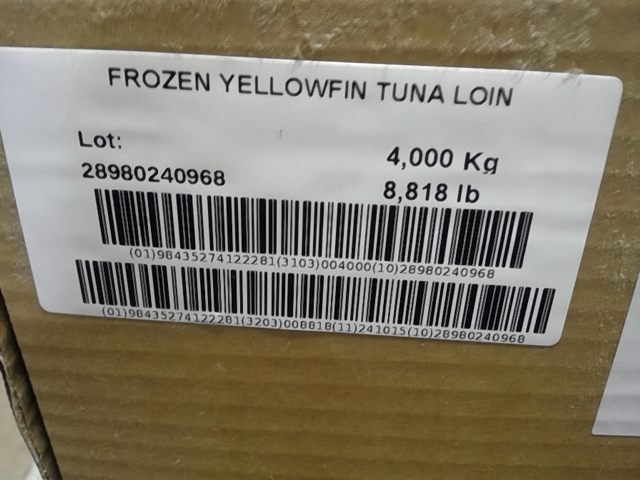 FROZEN YELLOWFIN TUNA LOIN
Lot:
28980240968
4,000 Kg
8,818 lb
(01)98435274122281(3103)004000(10)28980240968
(01)98435274122281(3203)008818(11)241015(10)28980240968